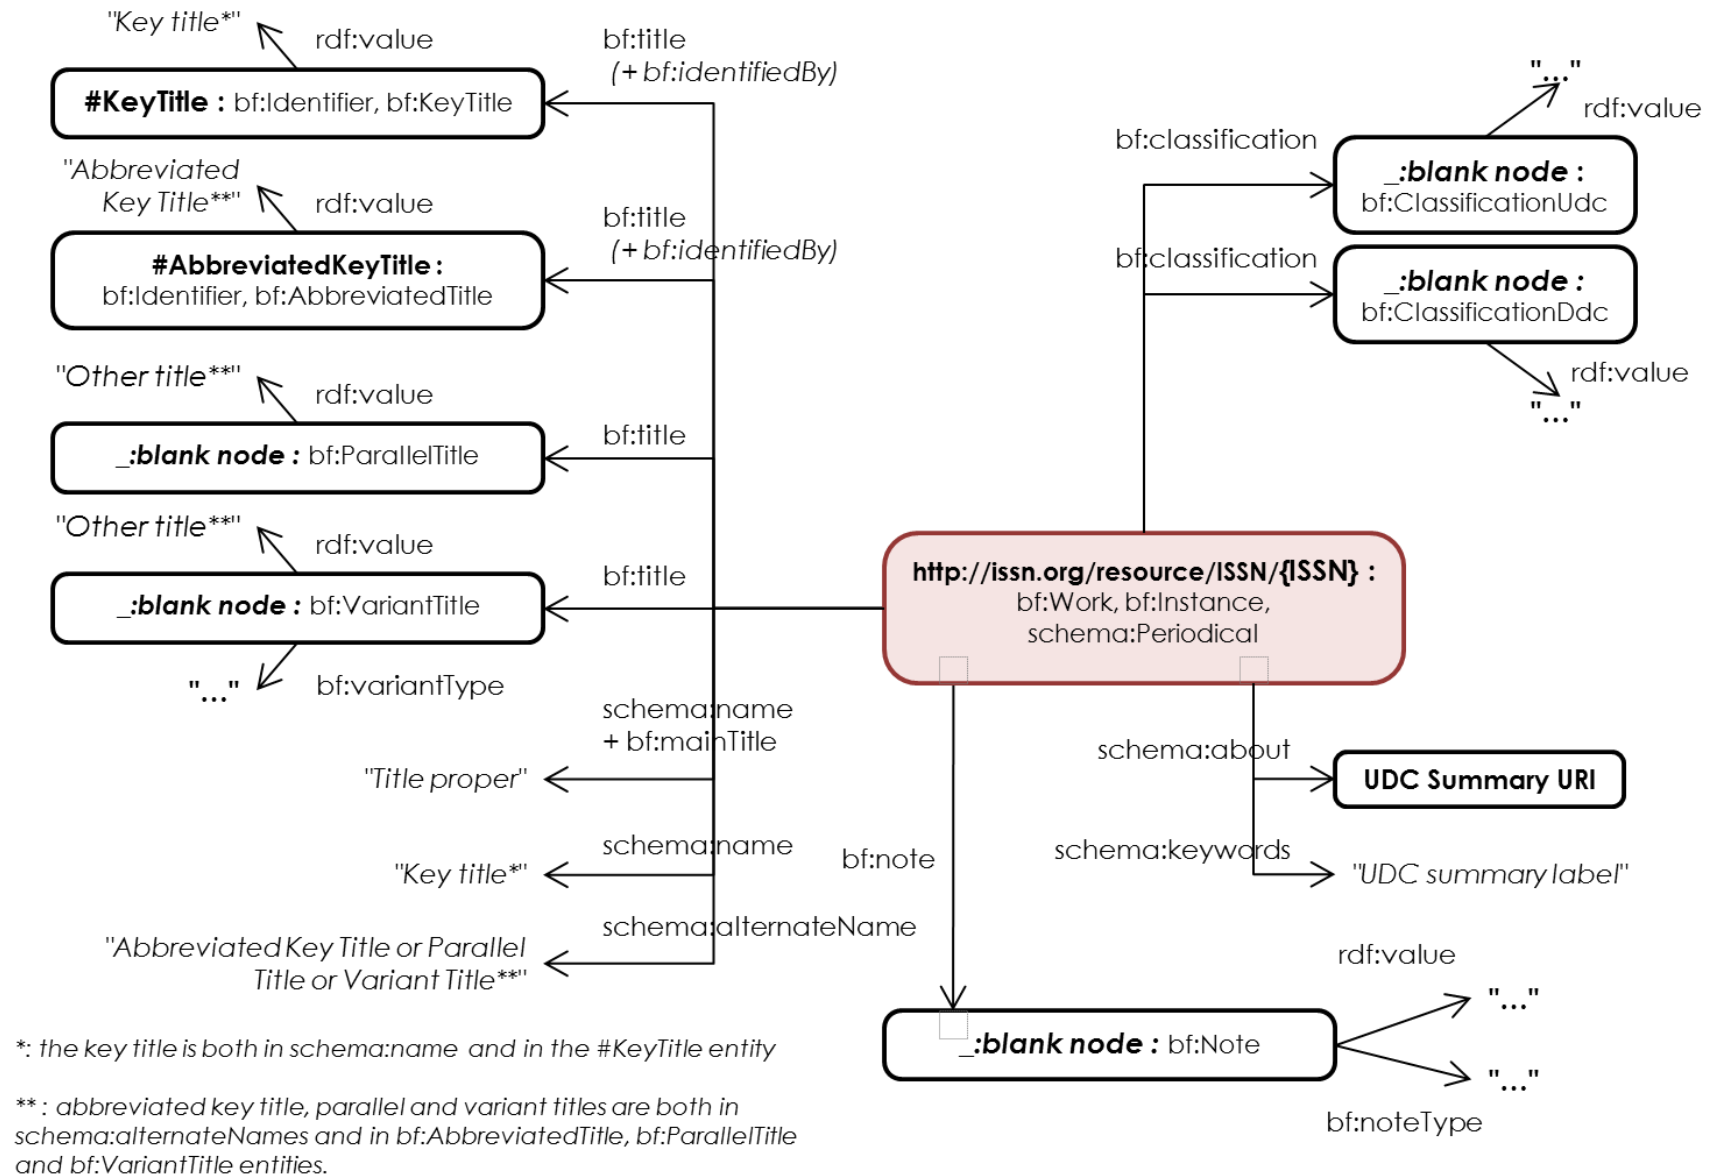 "Key title*"
rdf:value
bf:title
(+ bf:identifiedBy)
#KeyTitle : bf:Identifier, bf:KeyTitle
"Abbreviated
Key Title**"
rdf:value
bf:title
(+ bf:identifiedBy)
#AbbreviatedKeyTitle :
bf:Identifier, bf:AbbreviatedTitle
"Other title**"
rdf:value
bf:title
_:blank node : bf:ParallelTitle
"Other title**"
rdf:value
bf:title
_:blank node : bf:VariantTitle
"..."
bf:variantType
schema:name
+ bf:mainTitle
"Title proper"
schema:name
"Key title*"
schema:alternateName
"Abbreviated Key Title or Parallel
Title or Variant Title**"
*: the key title is both in schema:name and in the #KeyTitle entity
** : abbreviated key title, parallel and variant titles are both in
schema:alternateNames and in bf:AbbreviatedTitle, bf:ParallelTitle
and bf:VariantTitle entities.
"..."
rdf:value
bf:classification
_:blank node :
bf:ClassificationUdc
bf:classification
_:blank node :
bf:ClassificationDdc
rdf:value
"..."
http://issn.org/resource/ISSN/{ISSN} :
bf:Work, bf:Instance,
schema:Periodical
schema:about
UDC Summary URI
schema:keywords
"UDC summary label"
bf:note
rdf:value
"..."
_:blank node : bf:Note
"..."
bf:noteType